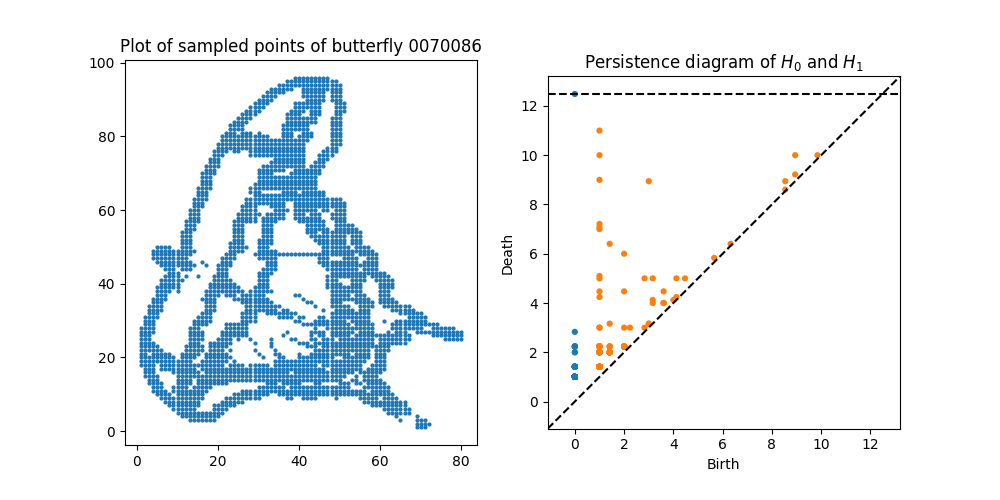 Plot of sampled points of butterfly 0070086
100
80
60
40
20
0
0 20 40 60 80
Persistence diagram of H₀ and H₁
Death
12
10
8
6
4
2
0
0 2 4 6 8 10 12
Birth